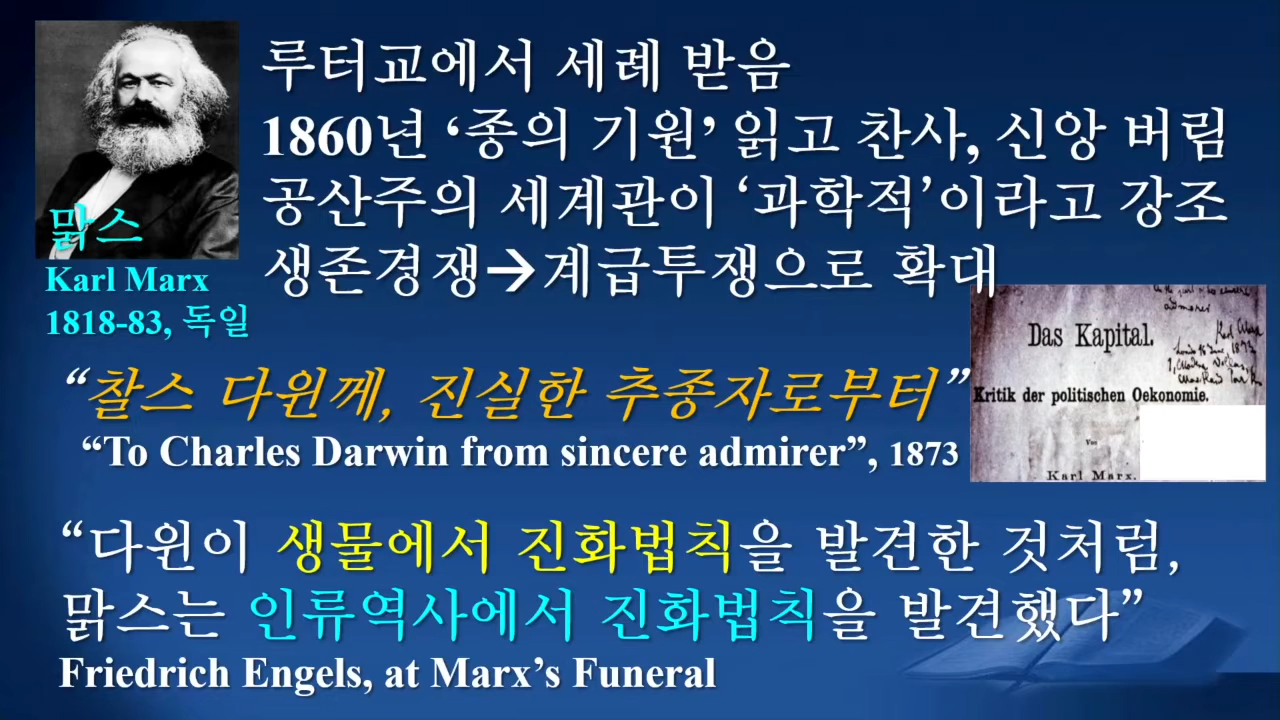 루터교에서 세례 받음
1860년 ‘종의 기원’ 읽고 찬사, 신앙 버림
공산주의 세계관이 ‘과학적’이라고 강조
생존경쟁→계급투쟁으로 확대
맑스
Karl Marx
1818-83, 독일
“찰스 다윈께, 진실한 추종자로부터”
“To Charles Darwin from sincere admirer”, 1873
Das Kapital.
Kritik der politischen Oekonomie.
Von
Karl Marx.
“다윈이 생물에서 진화법칙을 발견한 것처럼,
맑스는 인류역사에서 진화법칙을 발견했다”
Friedrich Engels, at Marx’s Funeral